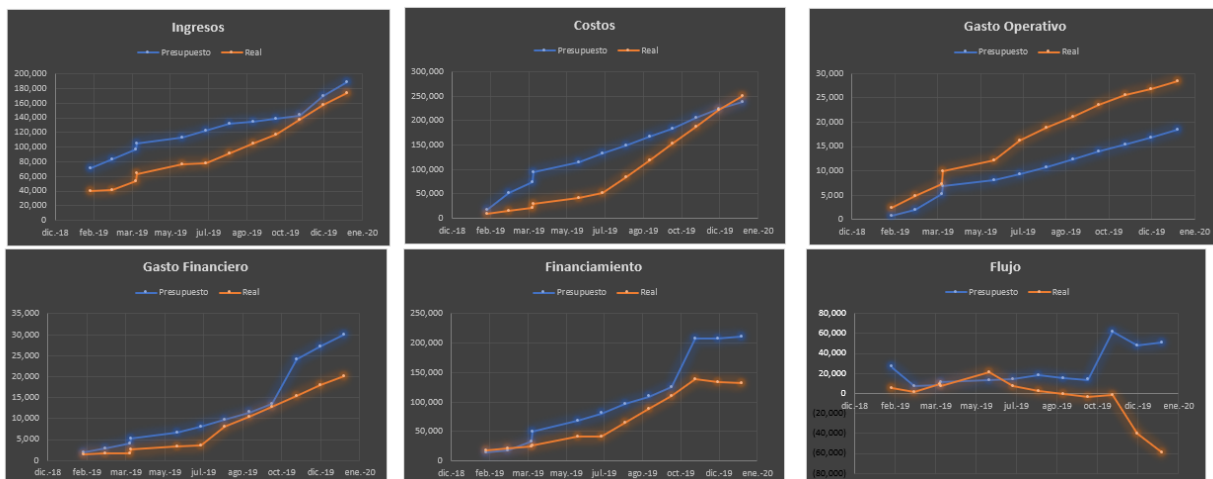 Ingresos
Presupuesto Real
200,000
180,000
160,000
140,000
120,000
100,000
80,000
60,000
40,000
20,000
0
dic.-18 feb.-19 mar.-19 may.-19 jul.-19 ago.-19 oct.-19 dic.-19 ene.-20
Costos
Presupuesto Real
300,000
250,000
200,000
150,000
100,000
50,000
0
dic.-18 feb.-19 mar.-19 may.-19 jul.-19 ago.-19 oct.-19 dic.-19 ene.-20
Gasto Operativo
Presupuesto Real
30,000
25,000
20,000
15,000
10,000
5,000
0
dic.-18 feb.-19 mar.-19 may.-19 jul.-19 ago.-19 oct.-19 dic.-19 ene.-20
Gasto Financiero
Presupuesto Real
35,000
30,000
25,000
20,000
15,000
10,000
5,000
0
dic.-18 feb.-19 mar.-19 may.-19 jul.-19 ago.-19 oct.-19 dic.-19 ene.-20
Financiamiento
Presupuesto Real
250,000
200,000
150,000
100,000
50,000
0
dic.-18 feb.-19 mar.-19 may.-19 jul.-19 ago.-19 oct.-19 dic.-19 ene.-20
Flujo
Presupuesto Real
80,000
60,000
40,000
20,000
0
dic.-18 feb.-19 mar.-19 may.-19 jul.-19 ago.-19 oct.-19 dic.-19 ene.-20
(20,000)
(40,000)
(60,000)
(80,000)